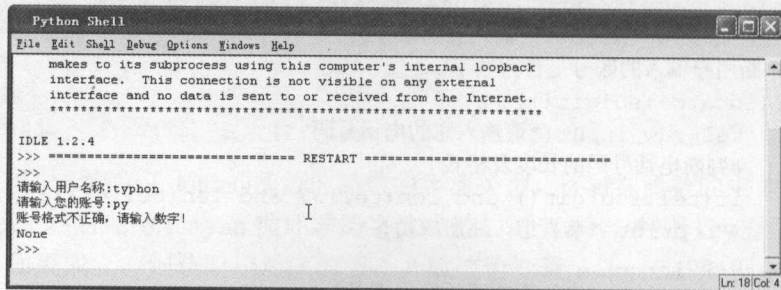 Python Shell
File Edit Shell Debug Options Windows Help
makes to its subprocess using this computer's internal loopback
interface. This connection is not visible on any external
interface and no data is sent to or received from the Internet.
****************************************************************
IDLE 1.2.4
>>> ================================ RESTART ================================
>>>
请输入用户名称:typhon
请输入您的账号:py
账号格式不正确，请输入数字!
None
>>>
Ln: 18 Col: 4